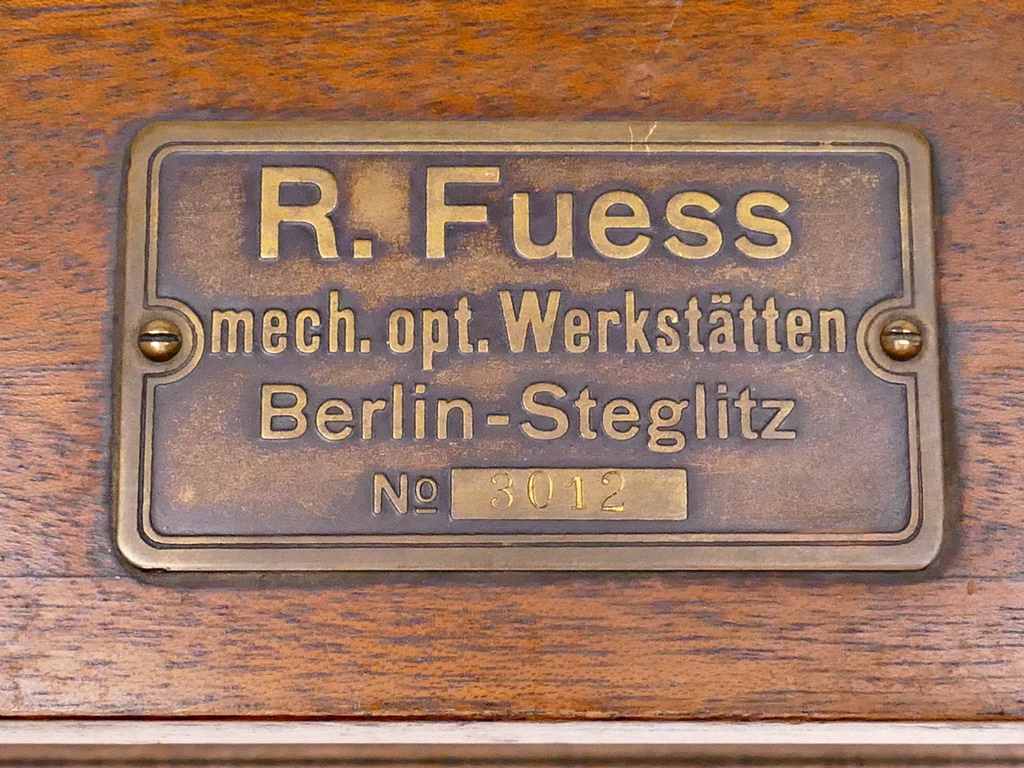 R. Fuess
mech. opt. Werkstätten
Berlin-Steglitz
Nº 3012